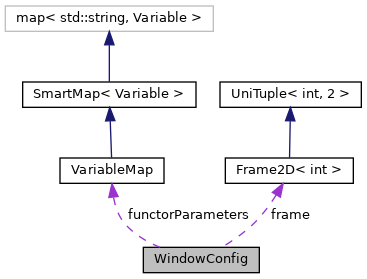 map< std::string, Variable >
SmartMap< Variable >
UniTuple< int, 2 >
VariableMap
Frame2D< int >
functorParameters
frame
WindowConfig